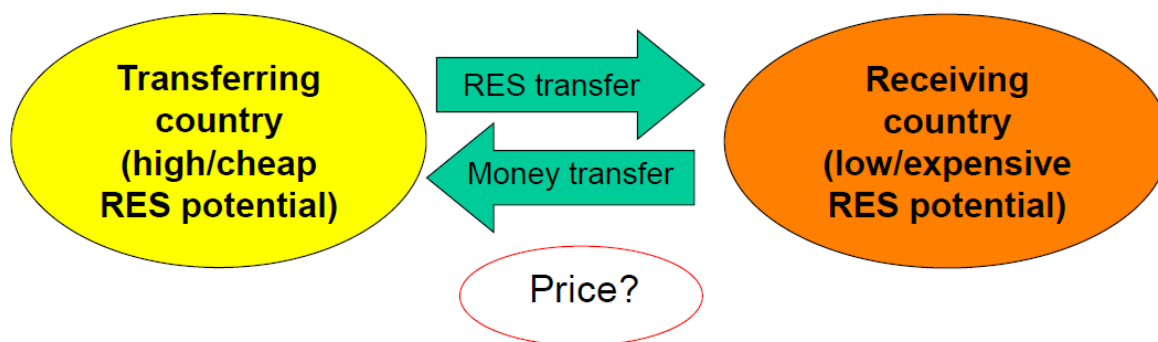 Transferring
country
(high/cheap
RES potential)
RES transfer
Money transfer
Price?
Receiving
country
(low/expensive
RES potential)